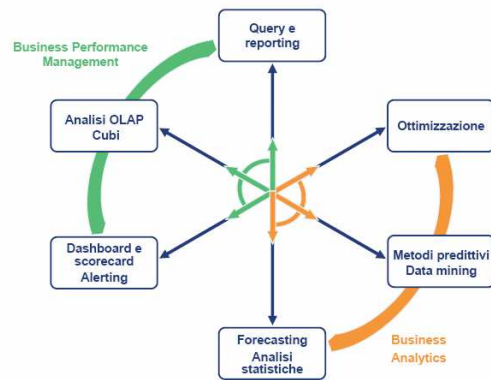 Query e
reporting
Business Performance
Management
Analisi OLAP
Cubi
Ottimizzazione
Dashboard e
scorecard
Alerting
Metodi predittivi
Data mining
Forecasting
Analisi
statistiche
Business
Analytics